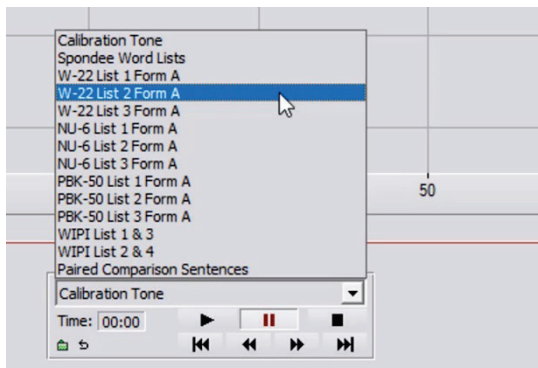 Calibration Tone
Spondee Word Lists
W-22 List 1 Form A
W-22 List 2 Form A
W-22 List 3 Form A
NU-6 List 1 Form A
NU-6 List 2 Form A
NU-6 List 3 Form A
PBK-50 List 1 Form A
PBK-50 List 2 Form A
PBK-50 List 3 Form A
WIPI List 1 & 3
WIPI List 2 & 4
Paired Comparison Sentences
50
Calibration Tone
Time: 00:00